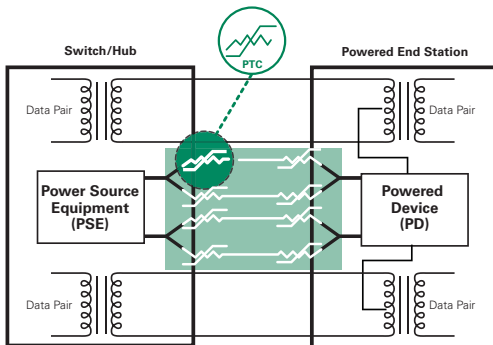 PTC
Switch/Hub
Powered End Station
Data Pair
Data Pair
Power Source
Equipment
(PSE)
Powered
Device
(PD)
Data Pair
Data Pair